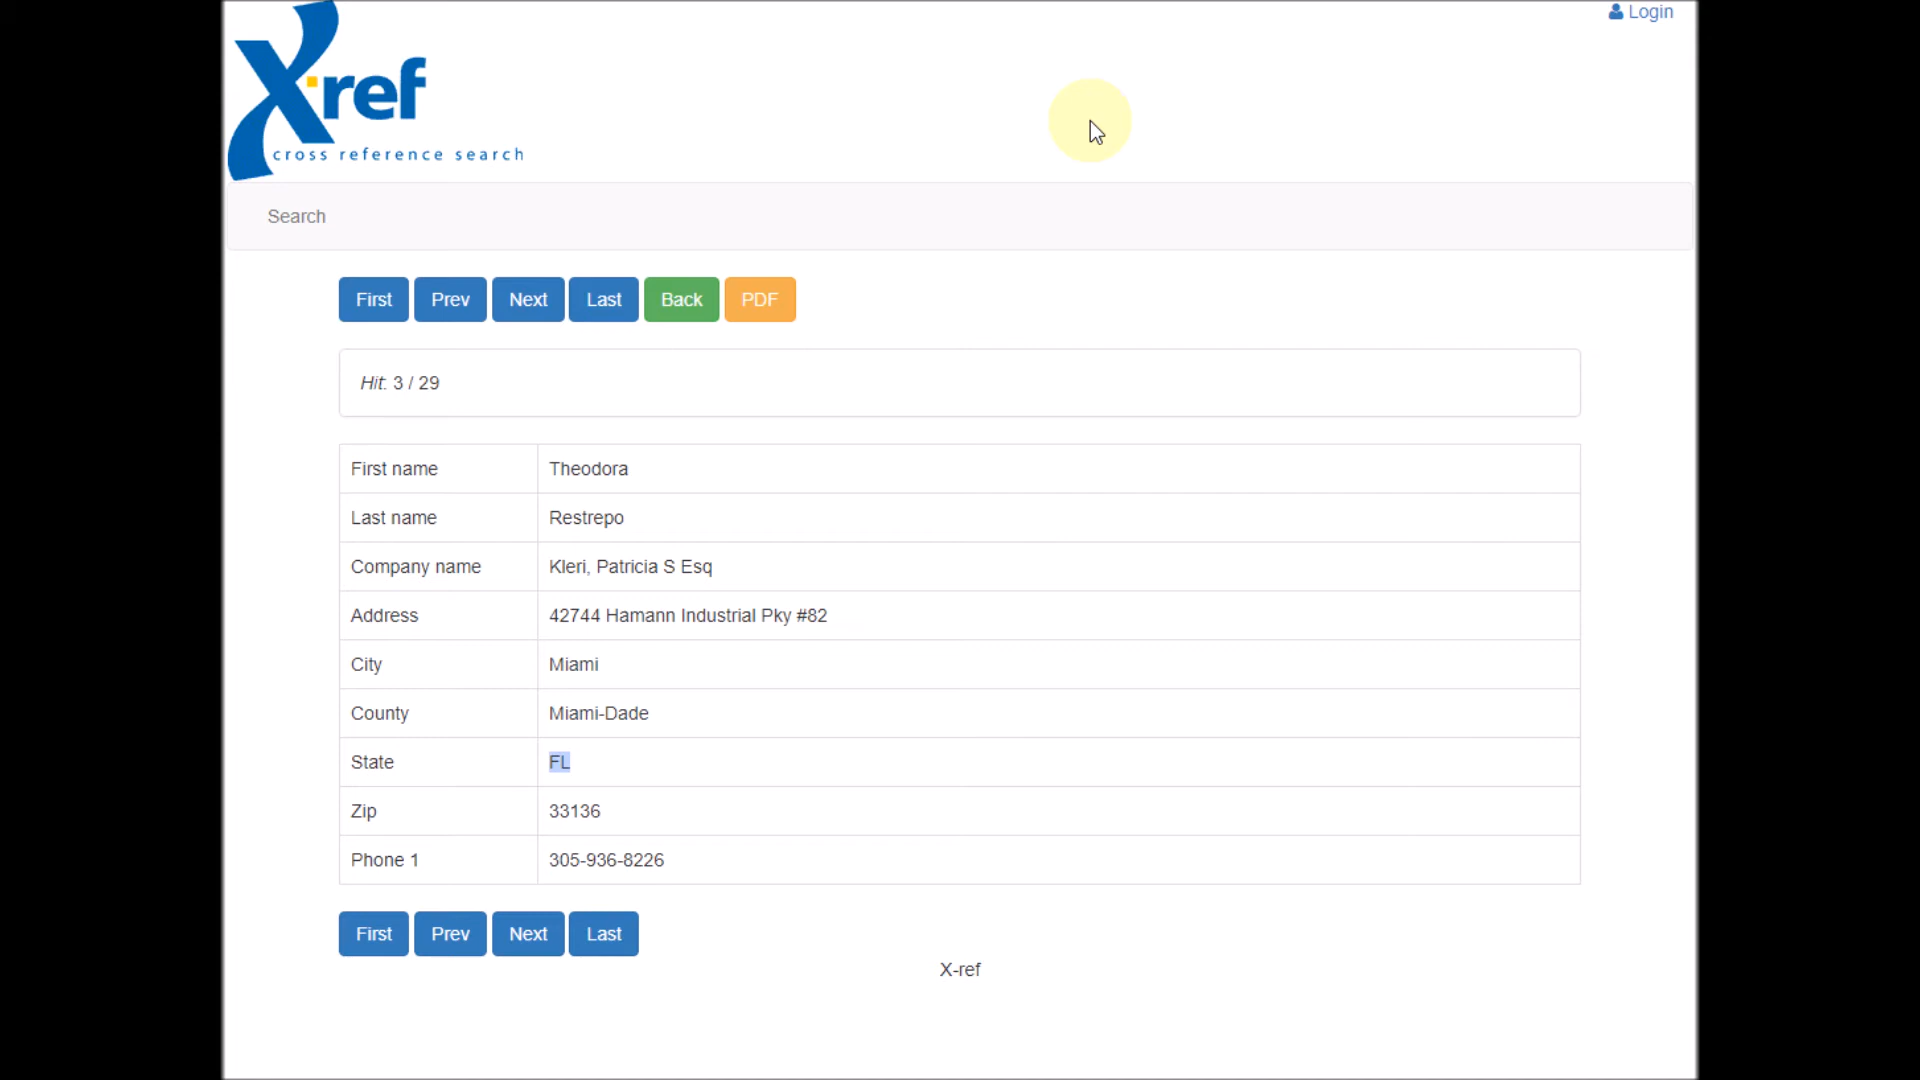 Login
X-ref
cross reference search
Search
First Prev Next Last Back PDF
Hit: 3 / 29
First name Theodora
Last name Restrepo
Company name Kleri, Patricia S Esq
Address 42744 Hamann Industrial Pky #82
City Miami
County Miami-Dade
State FL
Zip 33136
Phone 1 305-936-8226
First Prev Next Last
X-ref